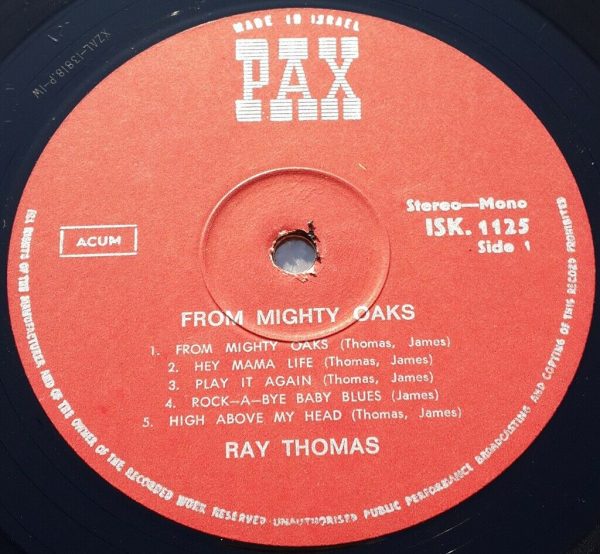 MADE IN ISRAEL
PAX
XZAL-13818.P-1W
ACUM
Stereo—Mono
ISK. 1125
Side 1
FROM MIGHTY OAKS
1. FROM MIGHTY OAKS (Thomas, James)
2. HEY MAMA LIFE (Thomas, James)
3. PLAY IT AGAIN (Thomas, James)
4. ROCK—A—BYE BABY BLUES (James)
5. HIGH ABOVE MY HEAD (Thomas, James)
RAY THOMAS
RIGHTS OF THE MANUFACTURER AND OF THE OWNER OF THE RECORDED WORK RESERVED UNAUTHORISED PUBLIC PERFORMANCE BROADCASTING AND COPYING OF THIS RECORD PROHIBITED